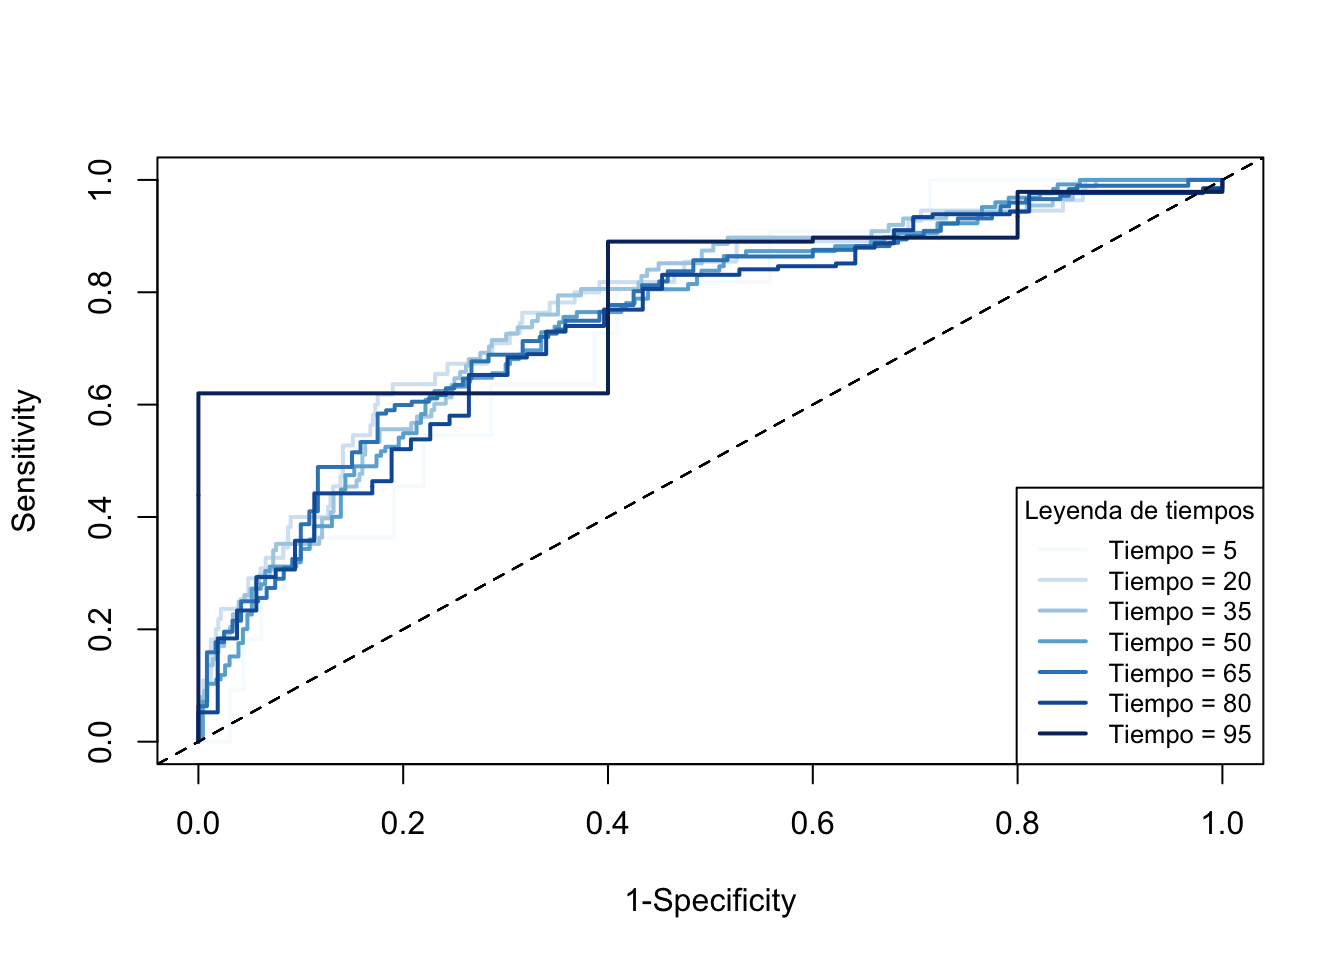 Sensitivity
1.0
0.8
0.6
0.4
0.2
0.0
Leyenda de tiempos
Tiempo = 5
Tiempo = 20
Tiempo = 35
Tiempo = 50
Tiempo = 65
Tiempo = 80
Tiempo = 95
0.0 0.2 0.4 0.6 0.8 1.0
1-Specificity